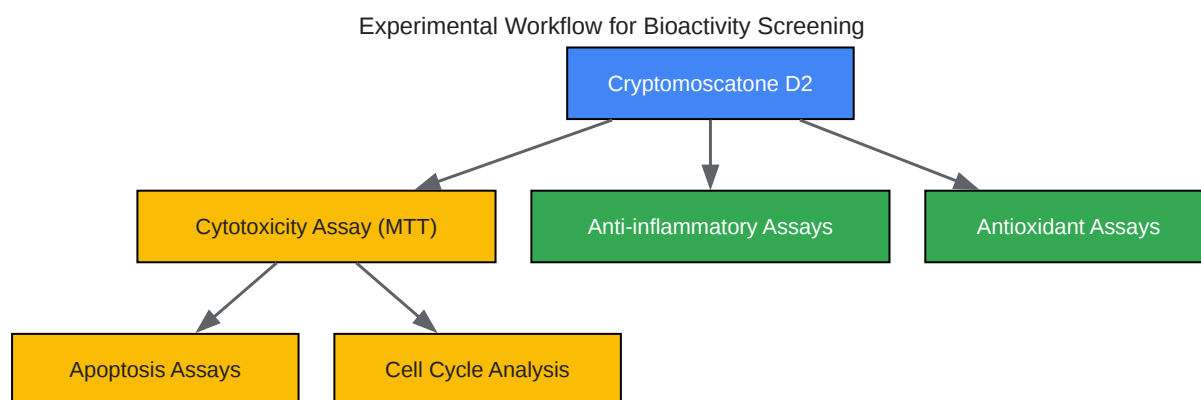 Experimental Workflow for Bioactivity Screening
Cryptomoscatone D2
Cytotoxicity Assay (MTT)
Anti-inflammatory Assays
Antioxidant Assays
Apoptosis Assays
Cell Cycle Analysis